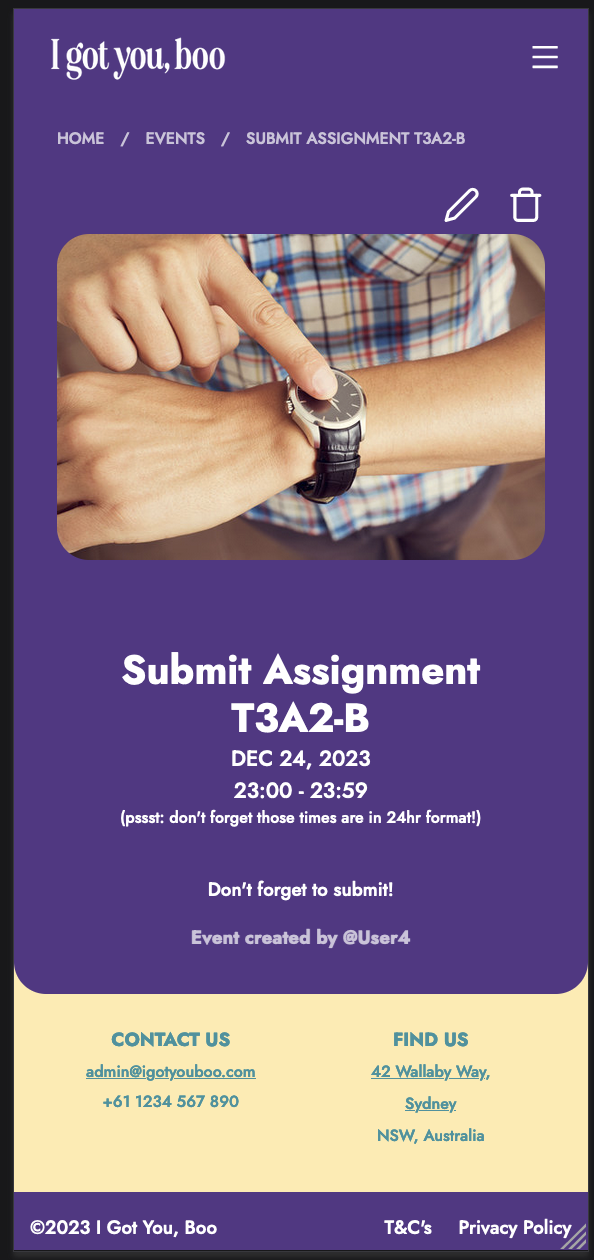 I got you, boo
HOME / EVENTS / SUBMIT ASSIGNMENT T3A2-B
Submit Assignment
T3A2-B
DEC 24, 2023
23:00 - 23:59
(pssst: don't forget those times are in 24hr format!)
Don't forget to submit!
Event created by @User4
CONTACT US
admin@igotyouboo.com
+61 1234 567 890
FIND US
42 Wallaby Way,
Sydney
NSW, Australia
©2023 I Got You, Boo
T&C's Privacy Policy